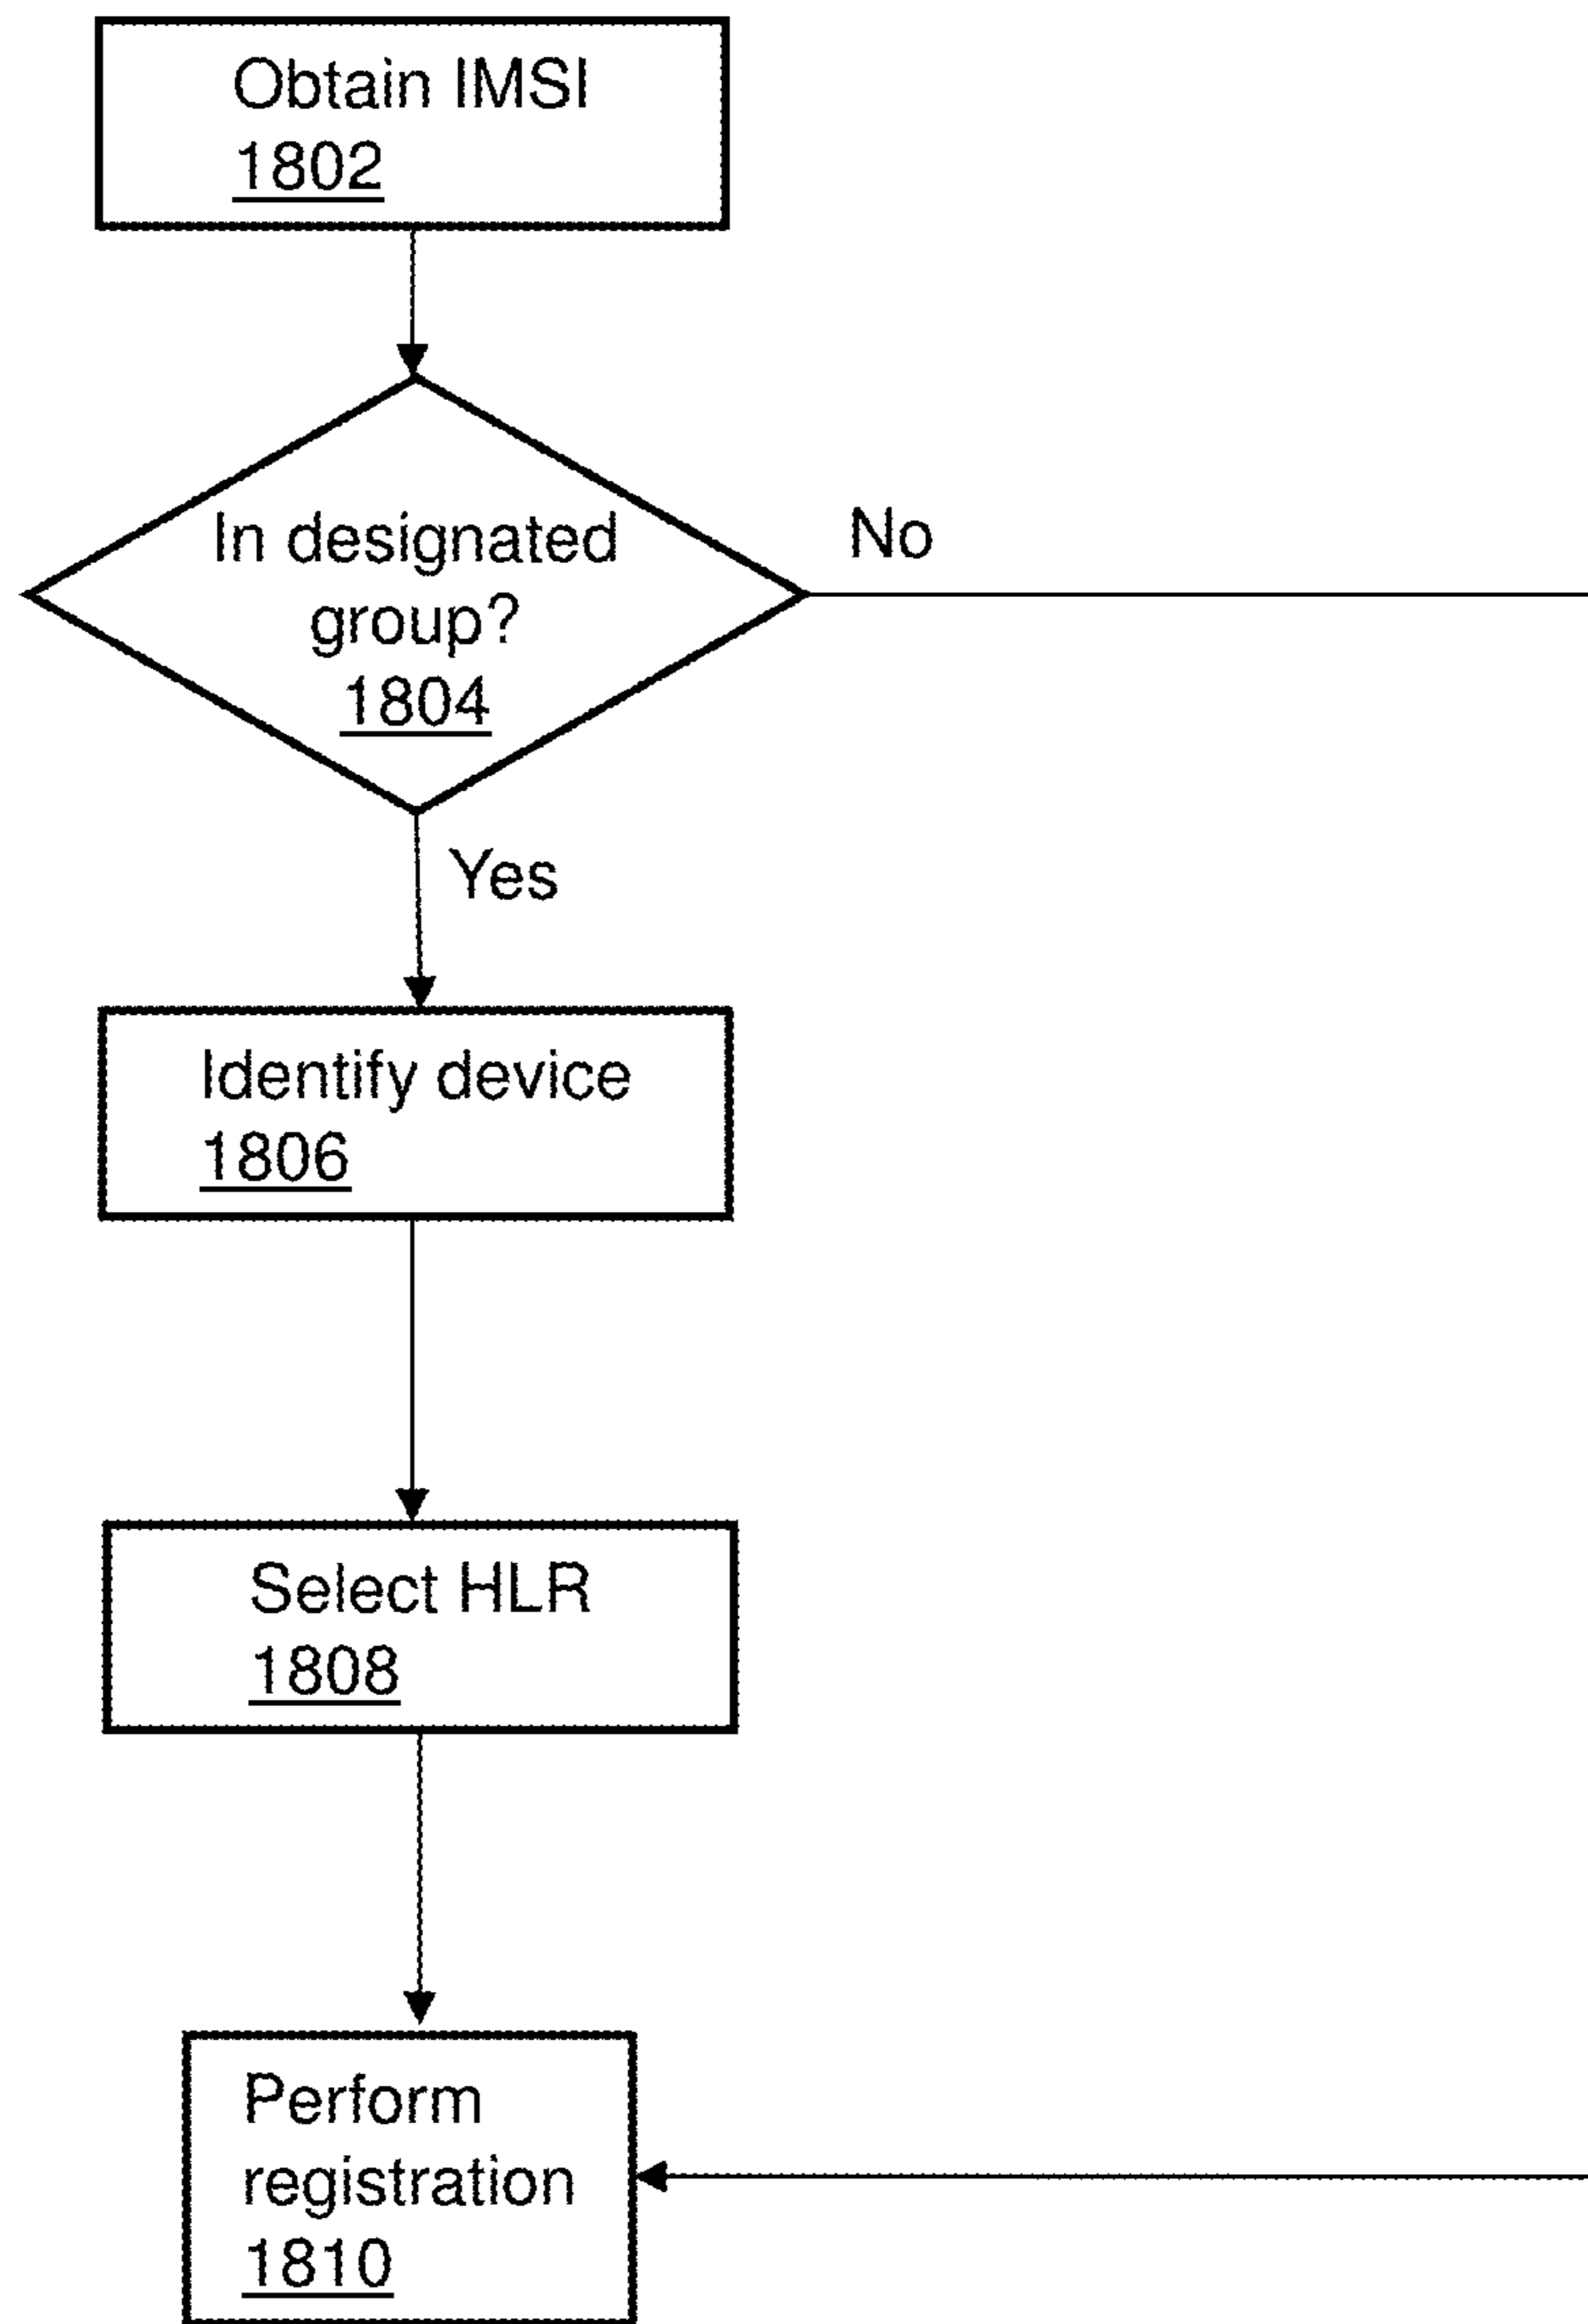 Obtain IMSI
1802
In designated
group?
1804
No
Yes
Identify device
1806
Select HLR
1808
Perform
registration
1810